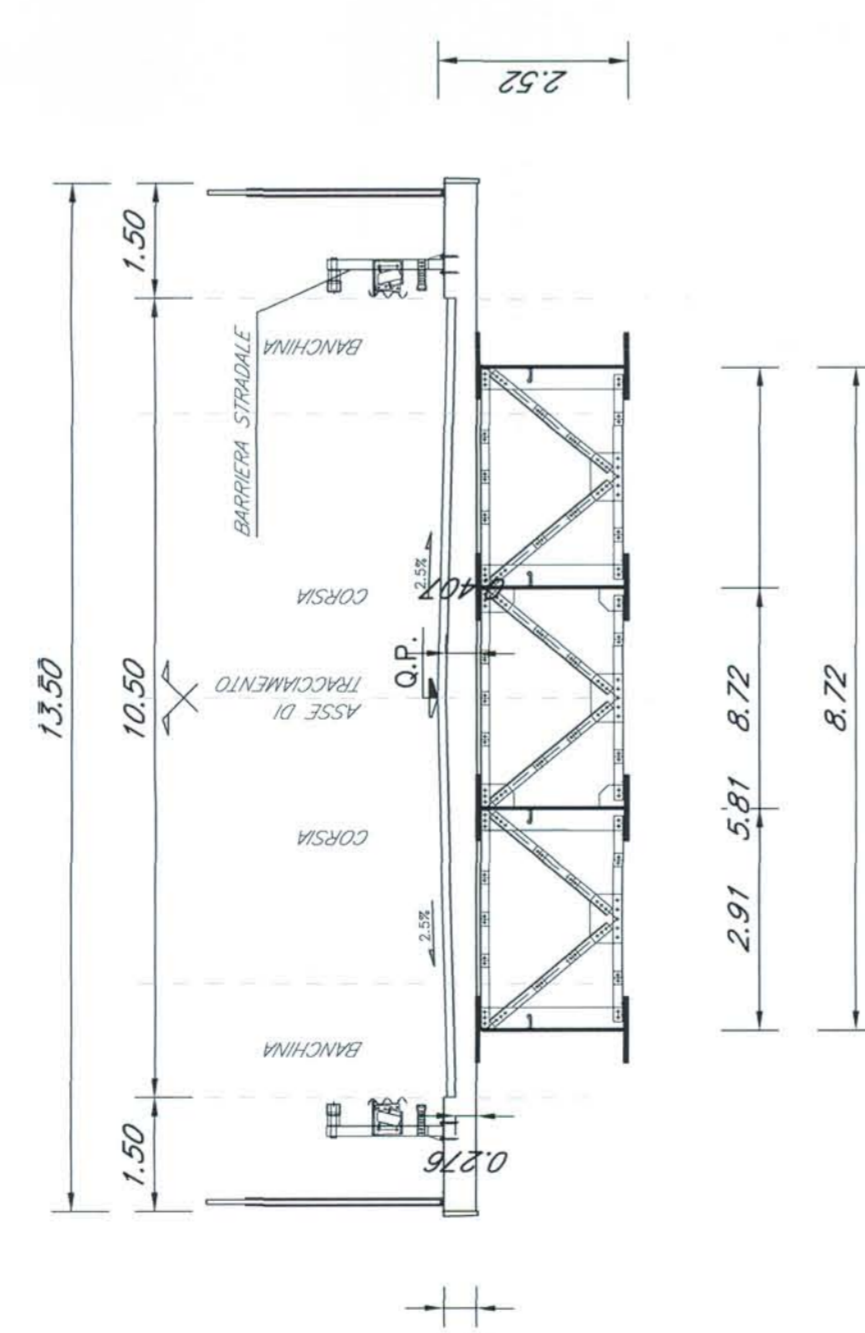 2.52
1.50
BARRIERA STRADALE
BANCHINA
13.50
10.50
CORSIA
2.5%
0.407
Q.P.
ASSE DI
TRACCIAMENTO
CORSIA
2.5%
BANCHINA
1.50
0.276
2.91
5.81
8.72
8.72